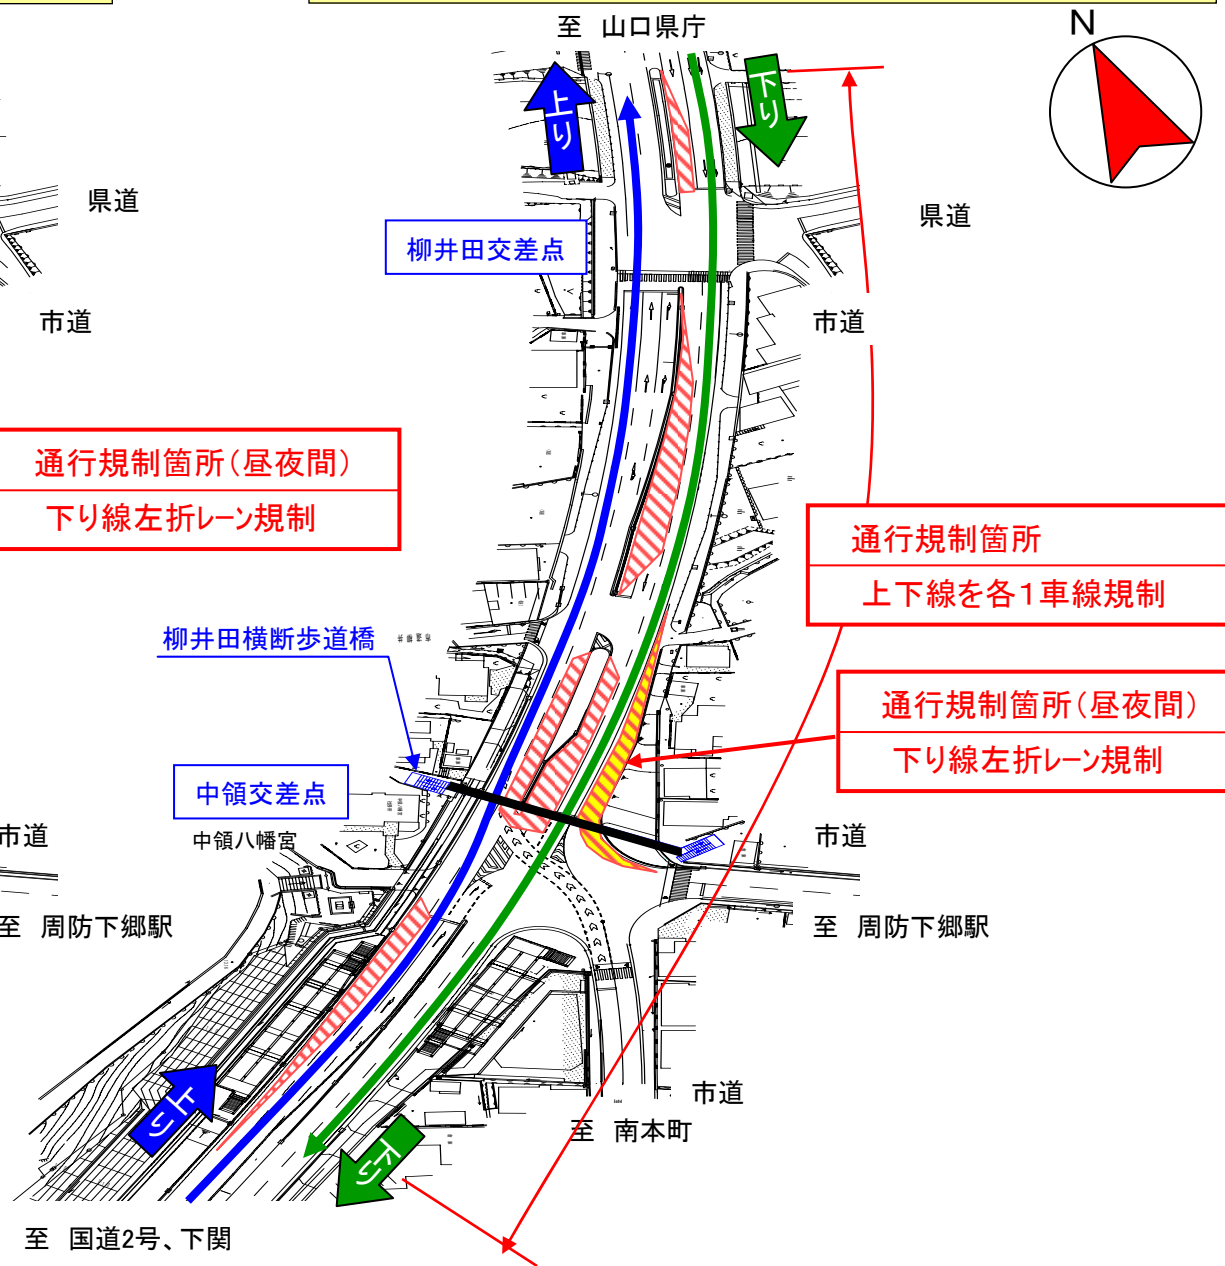 至 山口県庁
N
上り
下り
県道
県道
柳井田交差点
市道
市道
通行規制箇所（昼夜間）
下り線左折レーン規制
通行規制箇所
上下線を各１車線規制
柳井田横断歩道橋
通行規制箇所（昼夜間）
下り線左折レーン規制
中領交差点
中領八幡宮
市道
市道
至 周防下郷駅
至 周防下郷駅
上り
下り
市道
至 南本町
至 国道2号、下関